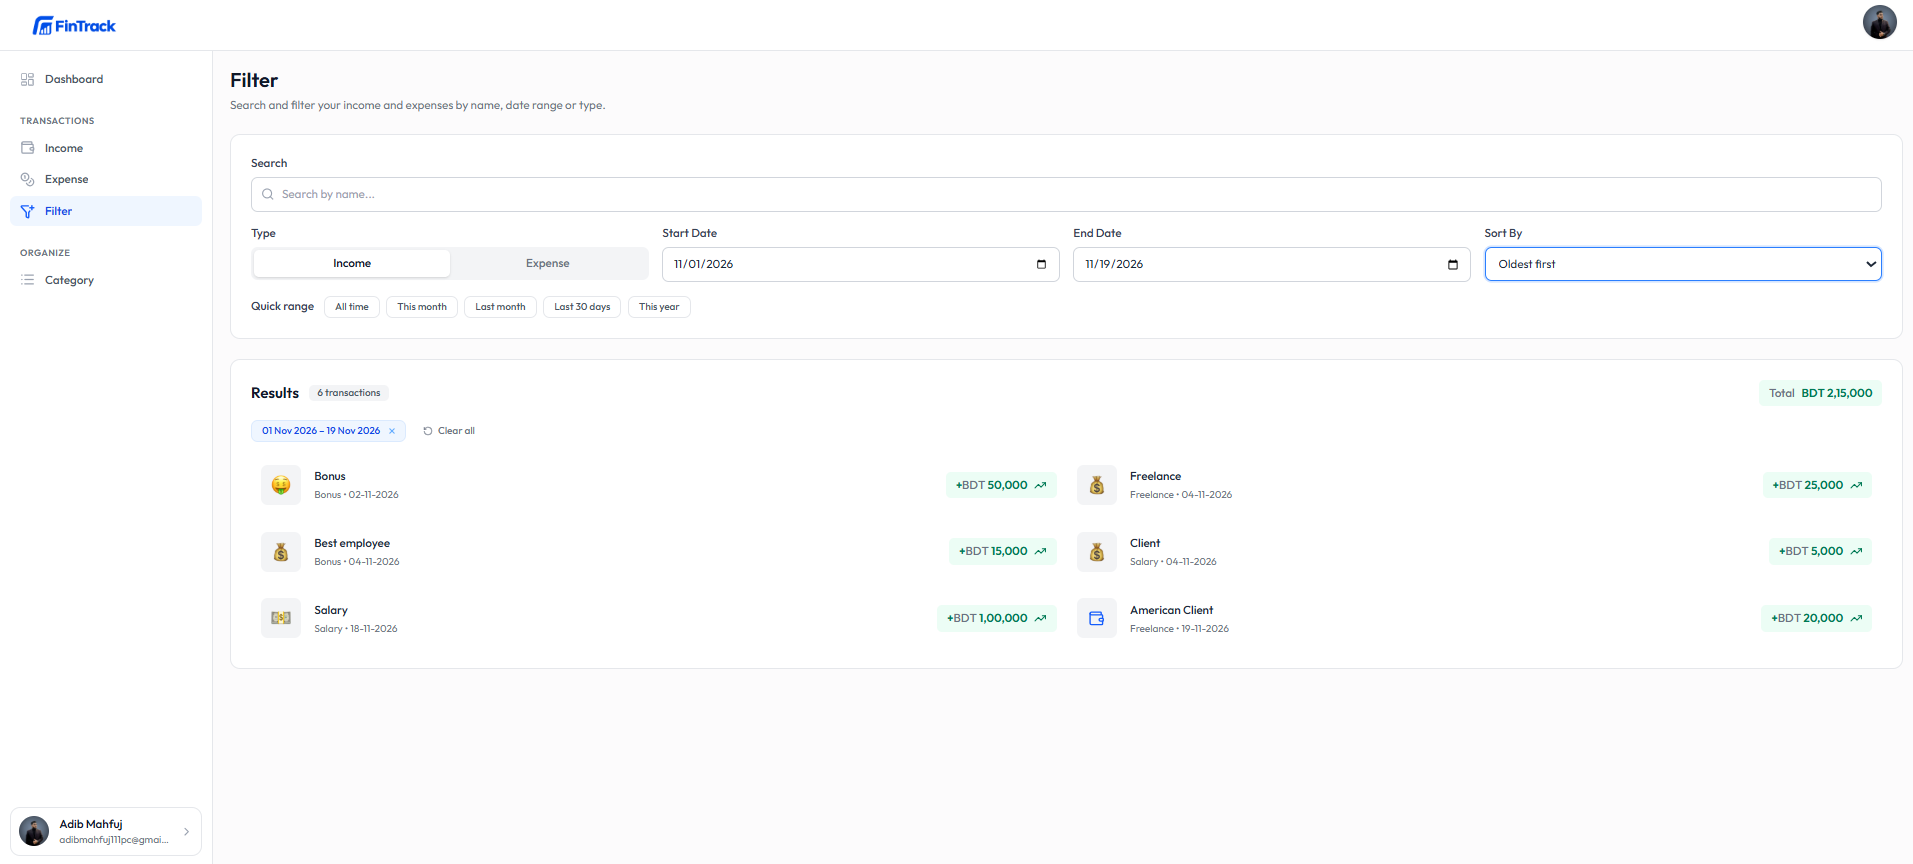 FinTrack
Dashboard
TRANSACTIONS
Income
Expense
Filter
ORGANIZE
Category
Adib Mahfuj
adibmahfuj111pc@gmai...
Filter
Search and filter your income and expenses by name, date range or type.
Search
Search by name...
Type
Income
Expense
Start Date
11/01/2026
End Date
11/19/2026
Sort By
Oldest first
Quick range
All time
This month
Last month
Last 30 days
This year
Results
6 transactions
Total BDT 2,15,000
01 Nov 2026 – 19 Nov 2026 ×
Clear all
Bonus
Bonus • 02-11-2026
+BDT 50,000
Freelance
Freelance • 04-11-2026
+BDT 25,000
Best employee
Bonus • 04-11-2026
+BDT 15,000
Client
Salary • 04-11-2026
+BDT 5,000
Salary
Salary • 18-11-2026
+BDT 1,00,000
American Client
Freelance • 19-11-2026
+BDT 20,000